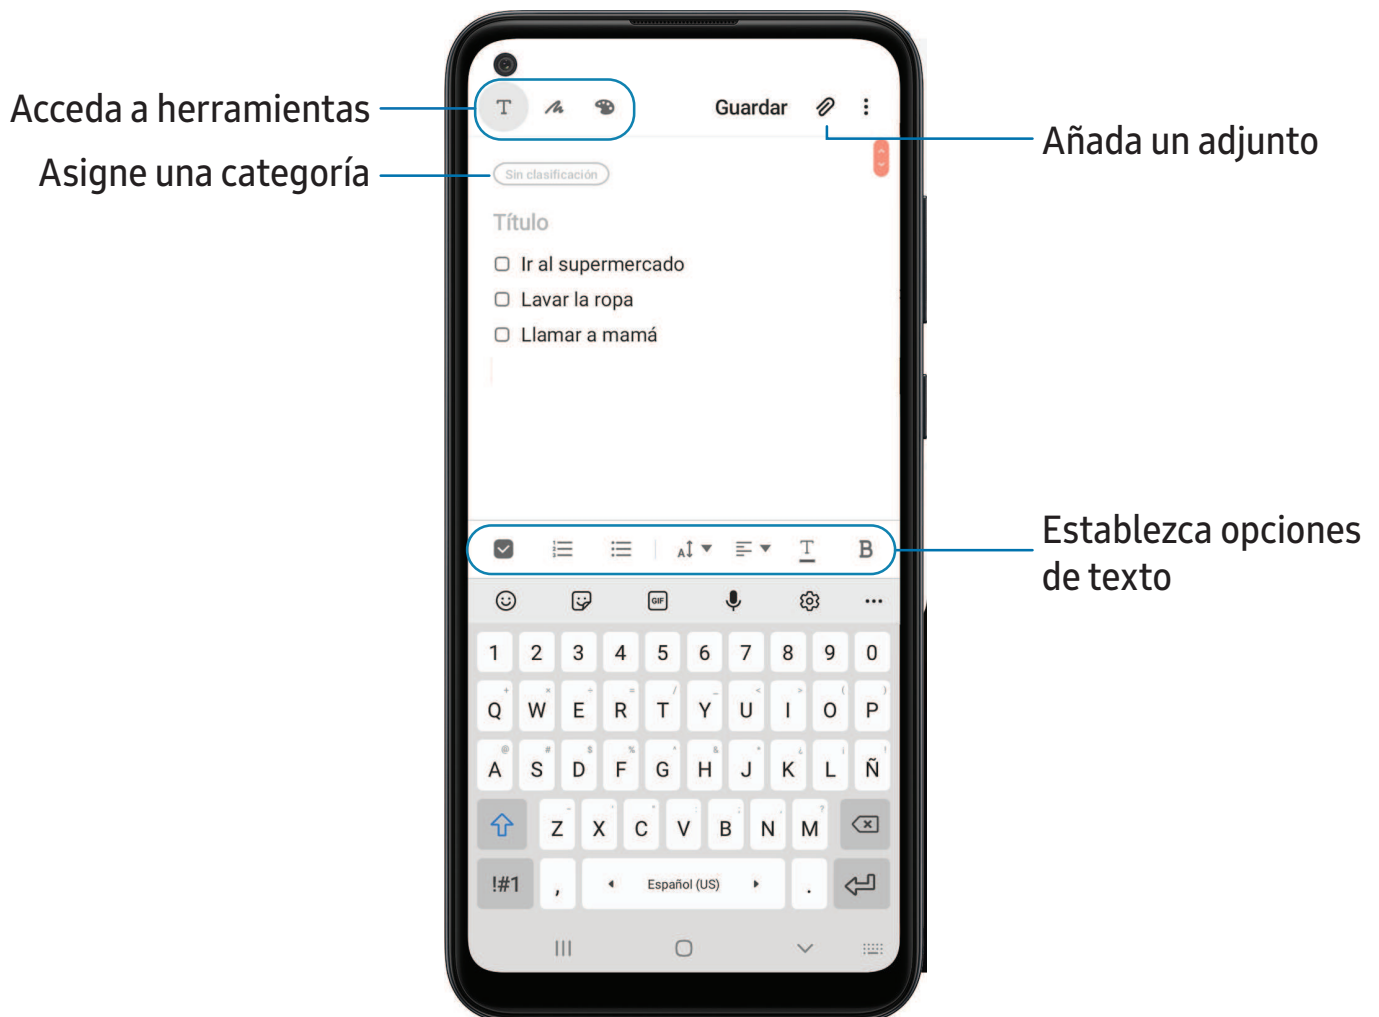 Acceda a herramientas
T
Guardar
Añada un adjunto
Asigne una categoría
Sin clasificación
Título
Ir al supermercado
Lavar la ropa
Llamar a mamá
Establezca opciones
de texto
A T B
GIF
1 2 3 4 5 6 7 8 9 0
Q W E R T Y U I O P
A S D F G H J K L Ñ
Z X C V B N M
!#1 , Español (US) .